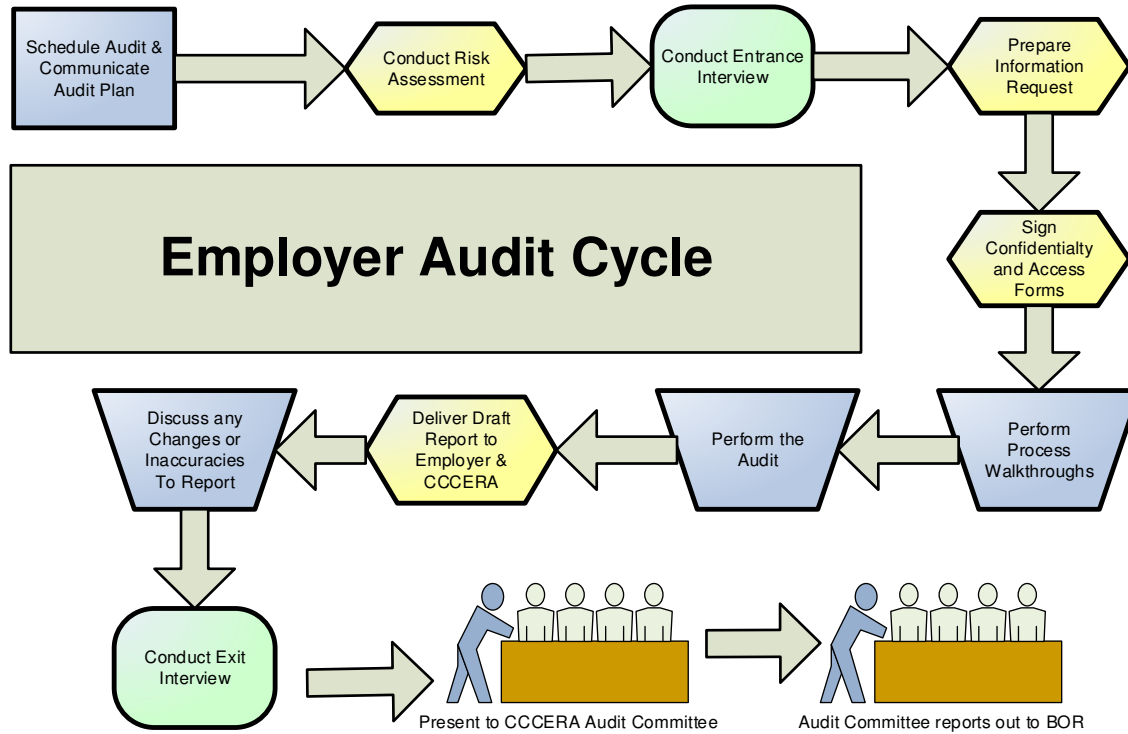 Schedule Audit &
Communicate
Audit Plan
Conduct Risk
Assessment
Conduct Entrance
Interview
Prepare
Information
Request
Employer Audit Cycle
Sign
Confidentialty
and Access
Forms
Perform
Process
Walkthroughs
Perform the
Audit
Deliver Draft
Report to
Employer &
CCCERA
Discuss any
Changes or
Inaccuracies
To Report
Conduct Exit
Interview
Present to CCCERA Audit Committee
Audit Committee reports out to BOR